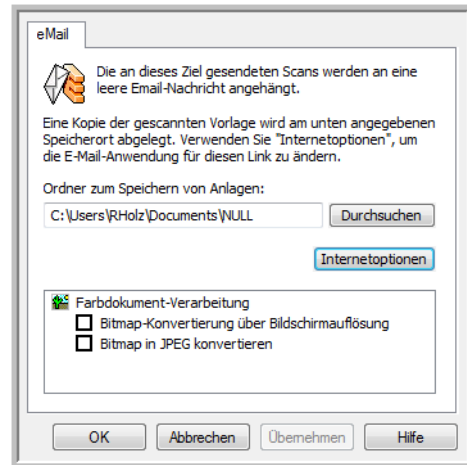 eMail
Die an dieses Ziel gesendeten Scans werden an eine
leere Email-Nachricht angehängt.
Eine Kopie der gescannten Vorlage wird am unten angegebenen
Speicherort abgelegt. Verwenden Sie "Internetoptionen", um
die E-Mail-Anwendung für diesen Link zu ändern.
Ordner zum Speichern von Anlagen:
C:\Users\RHolz\Documents\NULL Durchsuchen
Internetoptionen
Farbdokument-Verarbeitung
Bitmap-Konvertierung über Bildschirmauflösung
Bitmap in JPEG konvertieren
OK Abbrechen Übernehmen Hilfe